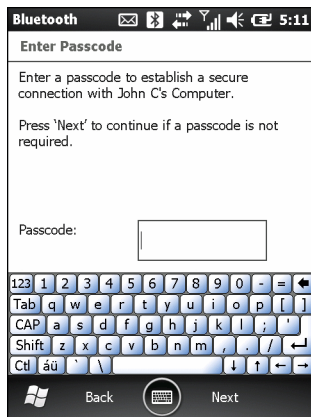 Bluetooth 5:11
Enter Passcode
Enter a passcode to establish a secure
connection with John C's Computer.
Press 'Next' to continue if a passcode is not
required.
Passcode:
123 1 2 3 4 5 6 7 8 9 0 - =
Tab q w e r t y u i o p [ ]
CAP a s d f g h j k l ; '
Shift z x c v b n m , . /
Ctl áü ` \
Back Next